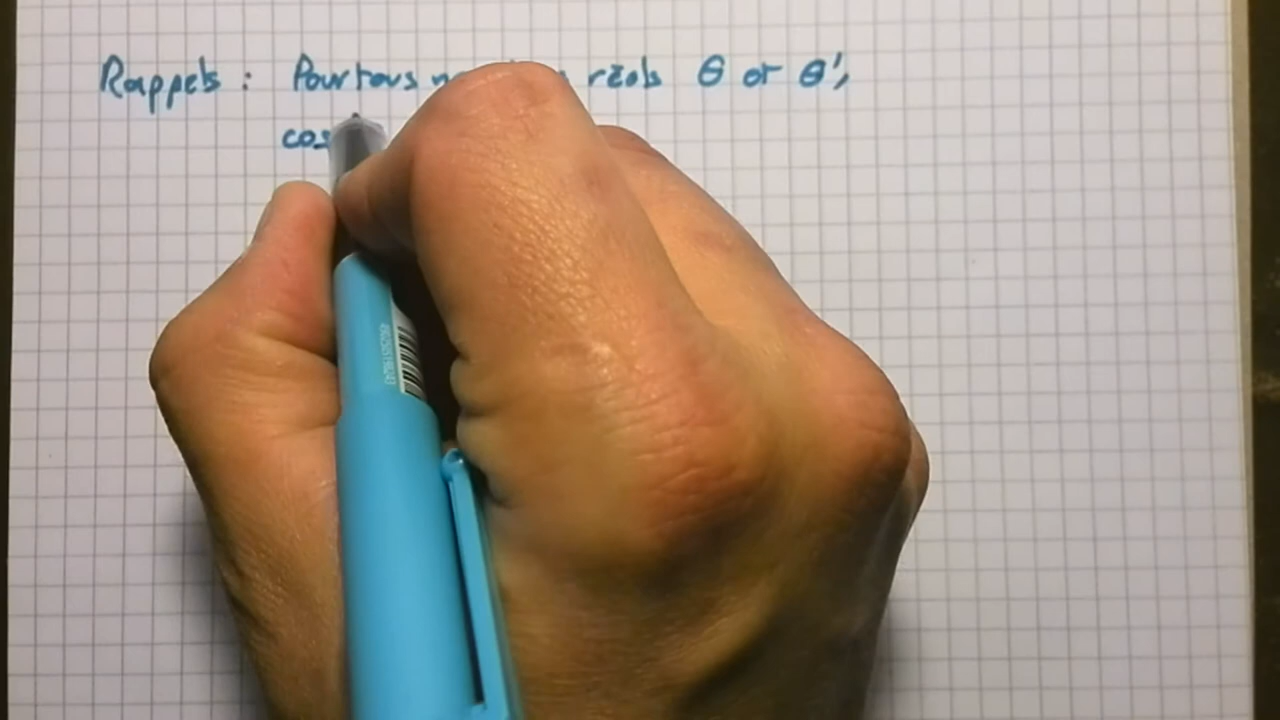 Rappels : Pour tous réels θ et θ',
cos